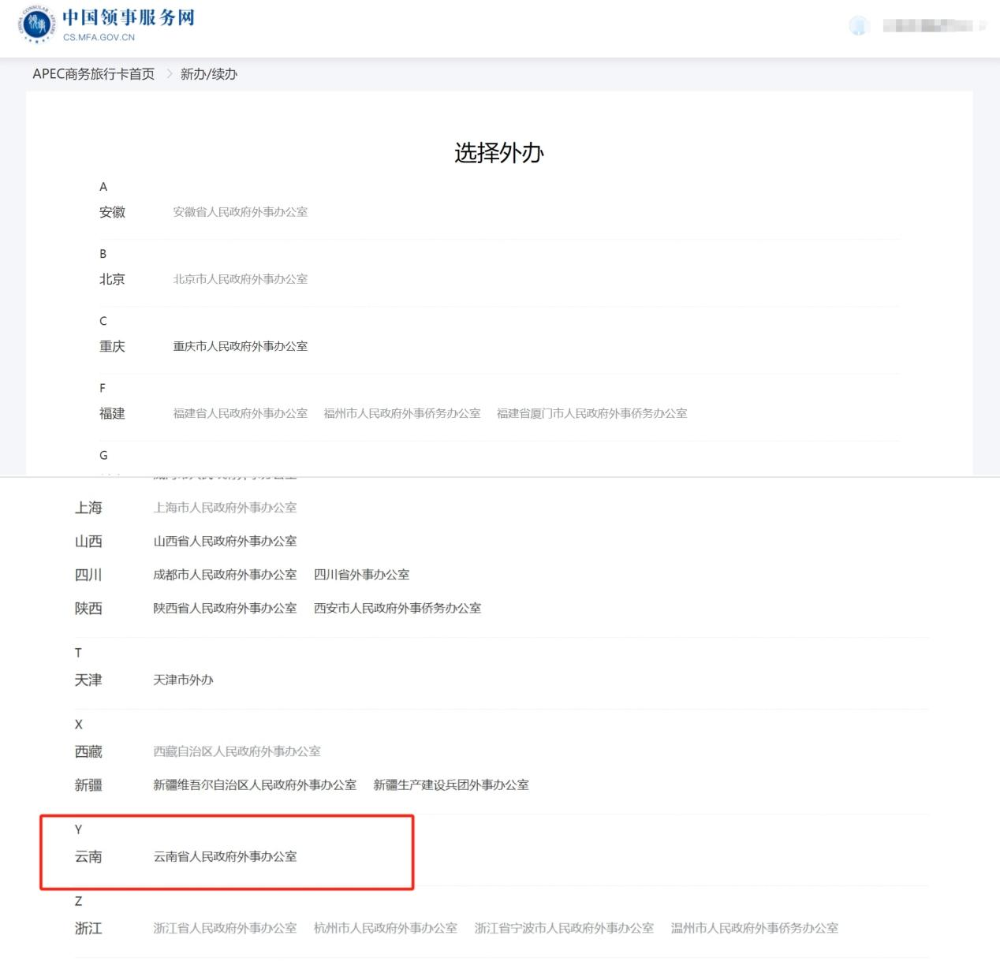 中国领事服务网
CS.MFA.GOV.CN
APEC商务旅行卡首页 > 新办/续办
选择外办
A
安徽 安徽省人民政府外事办公室
B
北京 北京市人民政府外事办公室
C
重庆 重庆市人民政府外事办公室
F
福建 福建省人民政府外事办公室 福州市人民政府外事侨务办公室 福建省厦门市人民政府外事侨务办公室
G
上海 上海市人民政府外事办公室
山西 山西省人民政府外事办公室
四川 成都市人民政府外事办公室 四川省外事办公室
陕西 陕西省人民政府外事办公室 西安市人民政府外事侨务办公室
T
天津 天津市外办
X
西藏 西藏自治区人民政府外事办公室
新疆 新疆维吾尔自治区人民政府外事办公室 新疆生产建设兵团外事办公室
Y
云南 云南省人民政府外事办公室
Z
浙江 浙江省人民政府外事办公室 杭州市人民政府外事办公室 浙江省宁波市人民政府外事办公室 温州市人民政府外事侨务办公室